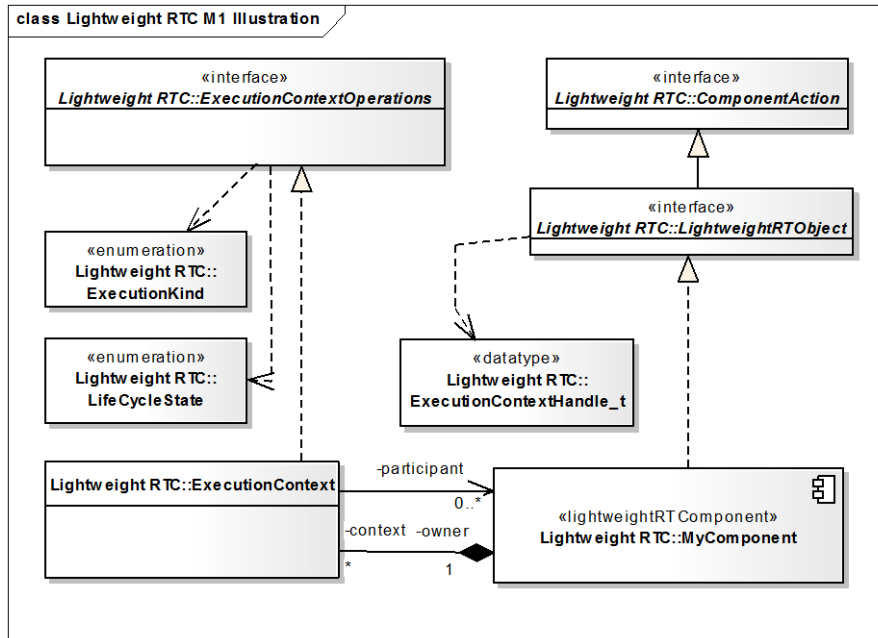 class Lightweight RTC M1 Illustration
«interface»
Lightweight RTC::ExecutionContextOperations
«interface»
Lightweight RTC::ComponentAction
«interface»
Lightweight RTC::LightweightRTObject
«enumeration»
Lightweight RTC::
ExecutionKind
«enumeration»
Lightweight RTC::
LifeCycleState
«datatype»
Lightweight RTC::
ExecutionContextHandle_t
Lightweight RTC::ExecutionContext
-participant
0..*
-context -owner
*
1
«lightweightRTComponent»
Lightweight RTC::MyComponent